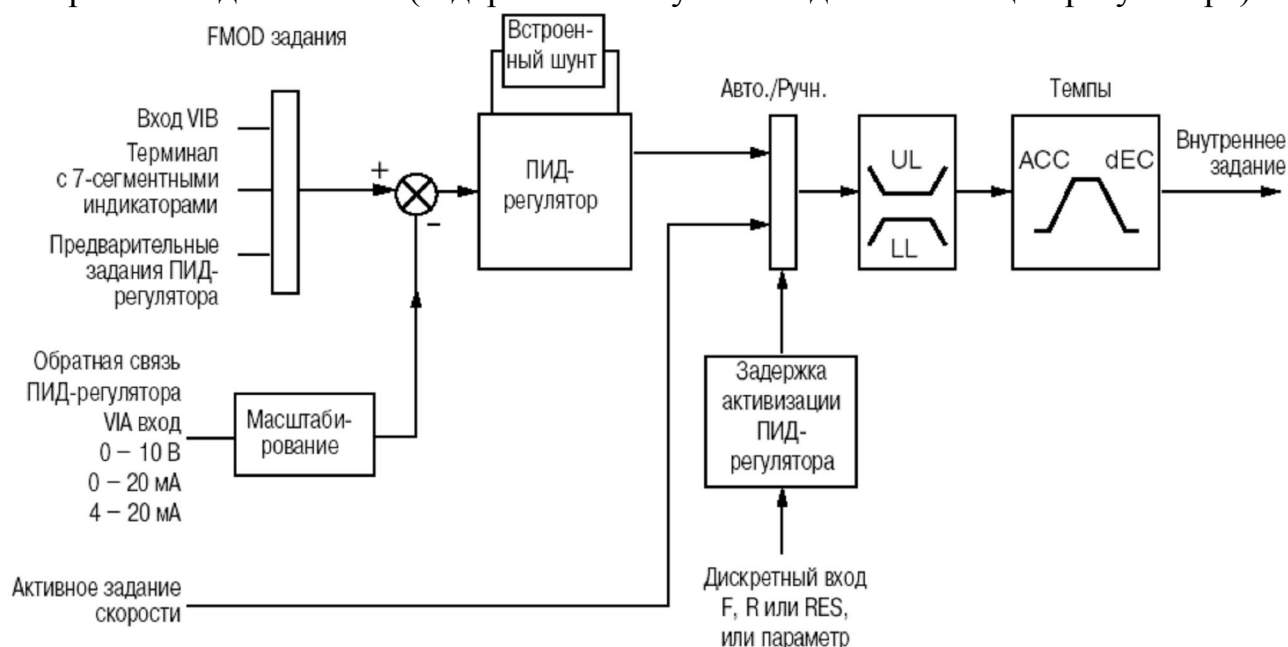 FMOD задания
Встроен-
ный шунт
Авто./Ручн.
Темпы
Вход VIB
Терминал
с 7-сегментными
индикаторами
Предварительные
задания ПИД-
регулятора
+
-
ПИД-
регулятор
UL
LL
ACC dEC
Внутреннее
задание
Обратная связь
ПИД-регулятора
VIA вход
0 – 10 В
0 – 20 мА
4 – 20 мА
Масштаби-
рование
Задержка
активизации
ПИД-
регулятора
Активное задание
скорости
Дискретный вход
F, R или RES,
или параметр